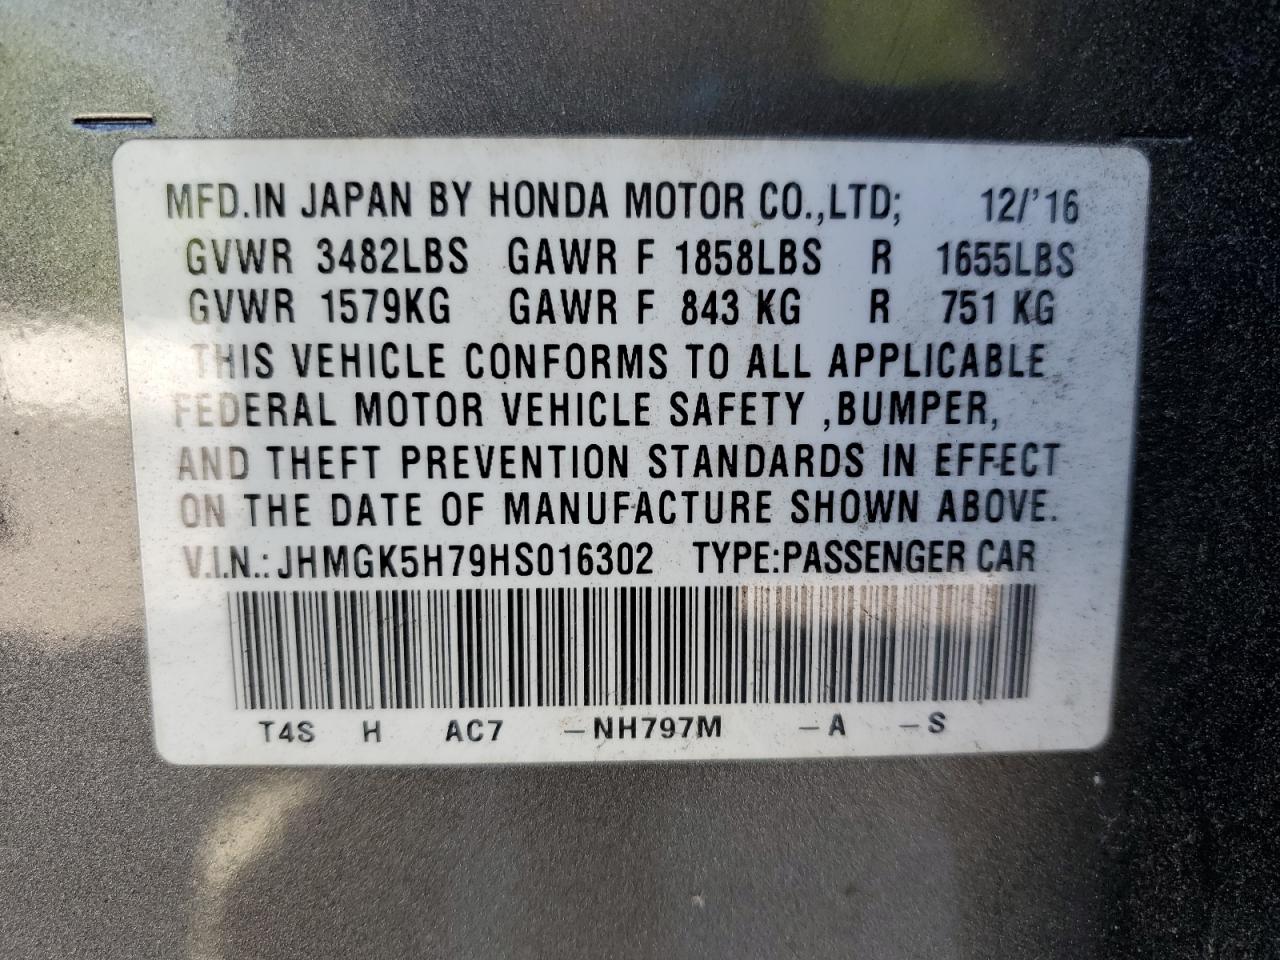 MFD.IN JAPAN BY HONDA MOTOR CO.,LTD; 12/'16
GVWR 3482LBS GAWR F 1858LBS R 1655LBS
GVWR 1579KG GAWR F 843 KG R 751 KG
THIS VEHICLE CONFORMS TO ALL APPLICABLE
FEDERAL MOTOR VEHICLE SAFETY ,BUMPER,
AND THEFT PREVENTION STANDARDS IN EFFECT
ON THE DATE OF MANUFACTURE SHOWN ABOVE.
V.I.N.: JHMGK5H79HS016302 TYPE:PASSENGER CAR
T4S H AC7 –NH797M –A –S